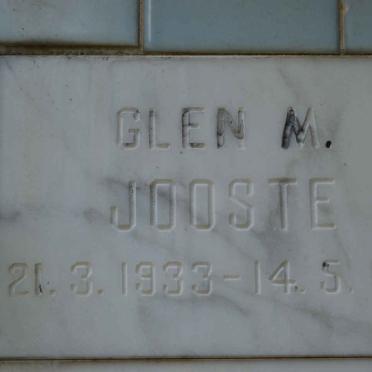 GLEN M.
JOOSTE
21. 3. 1933 - 14. 5.